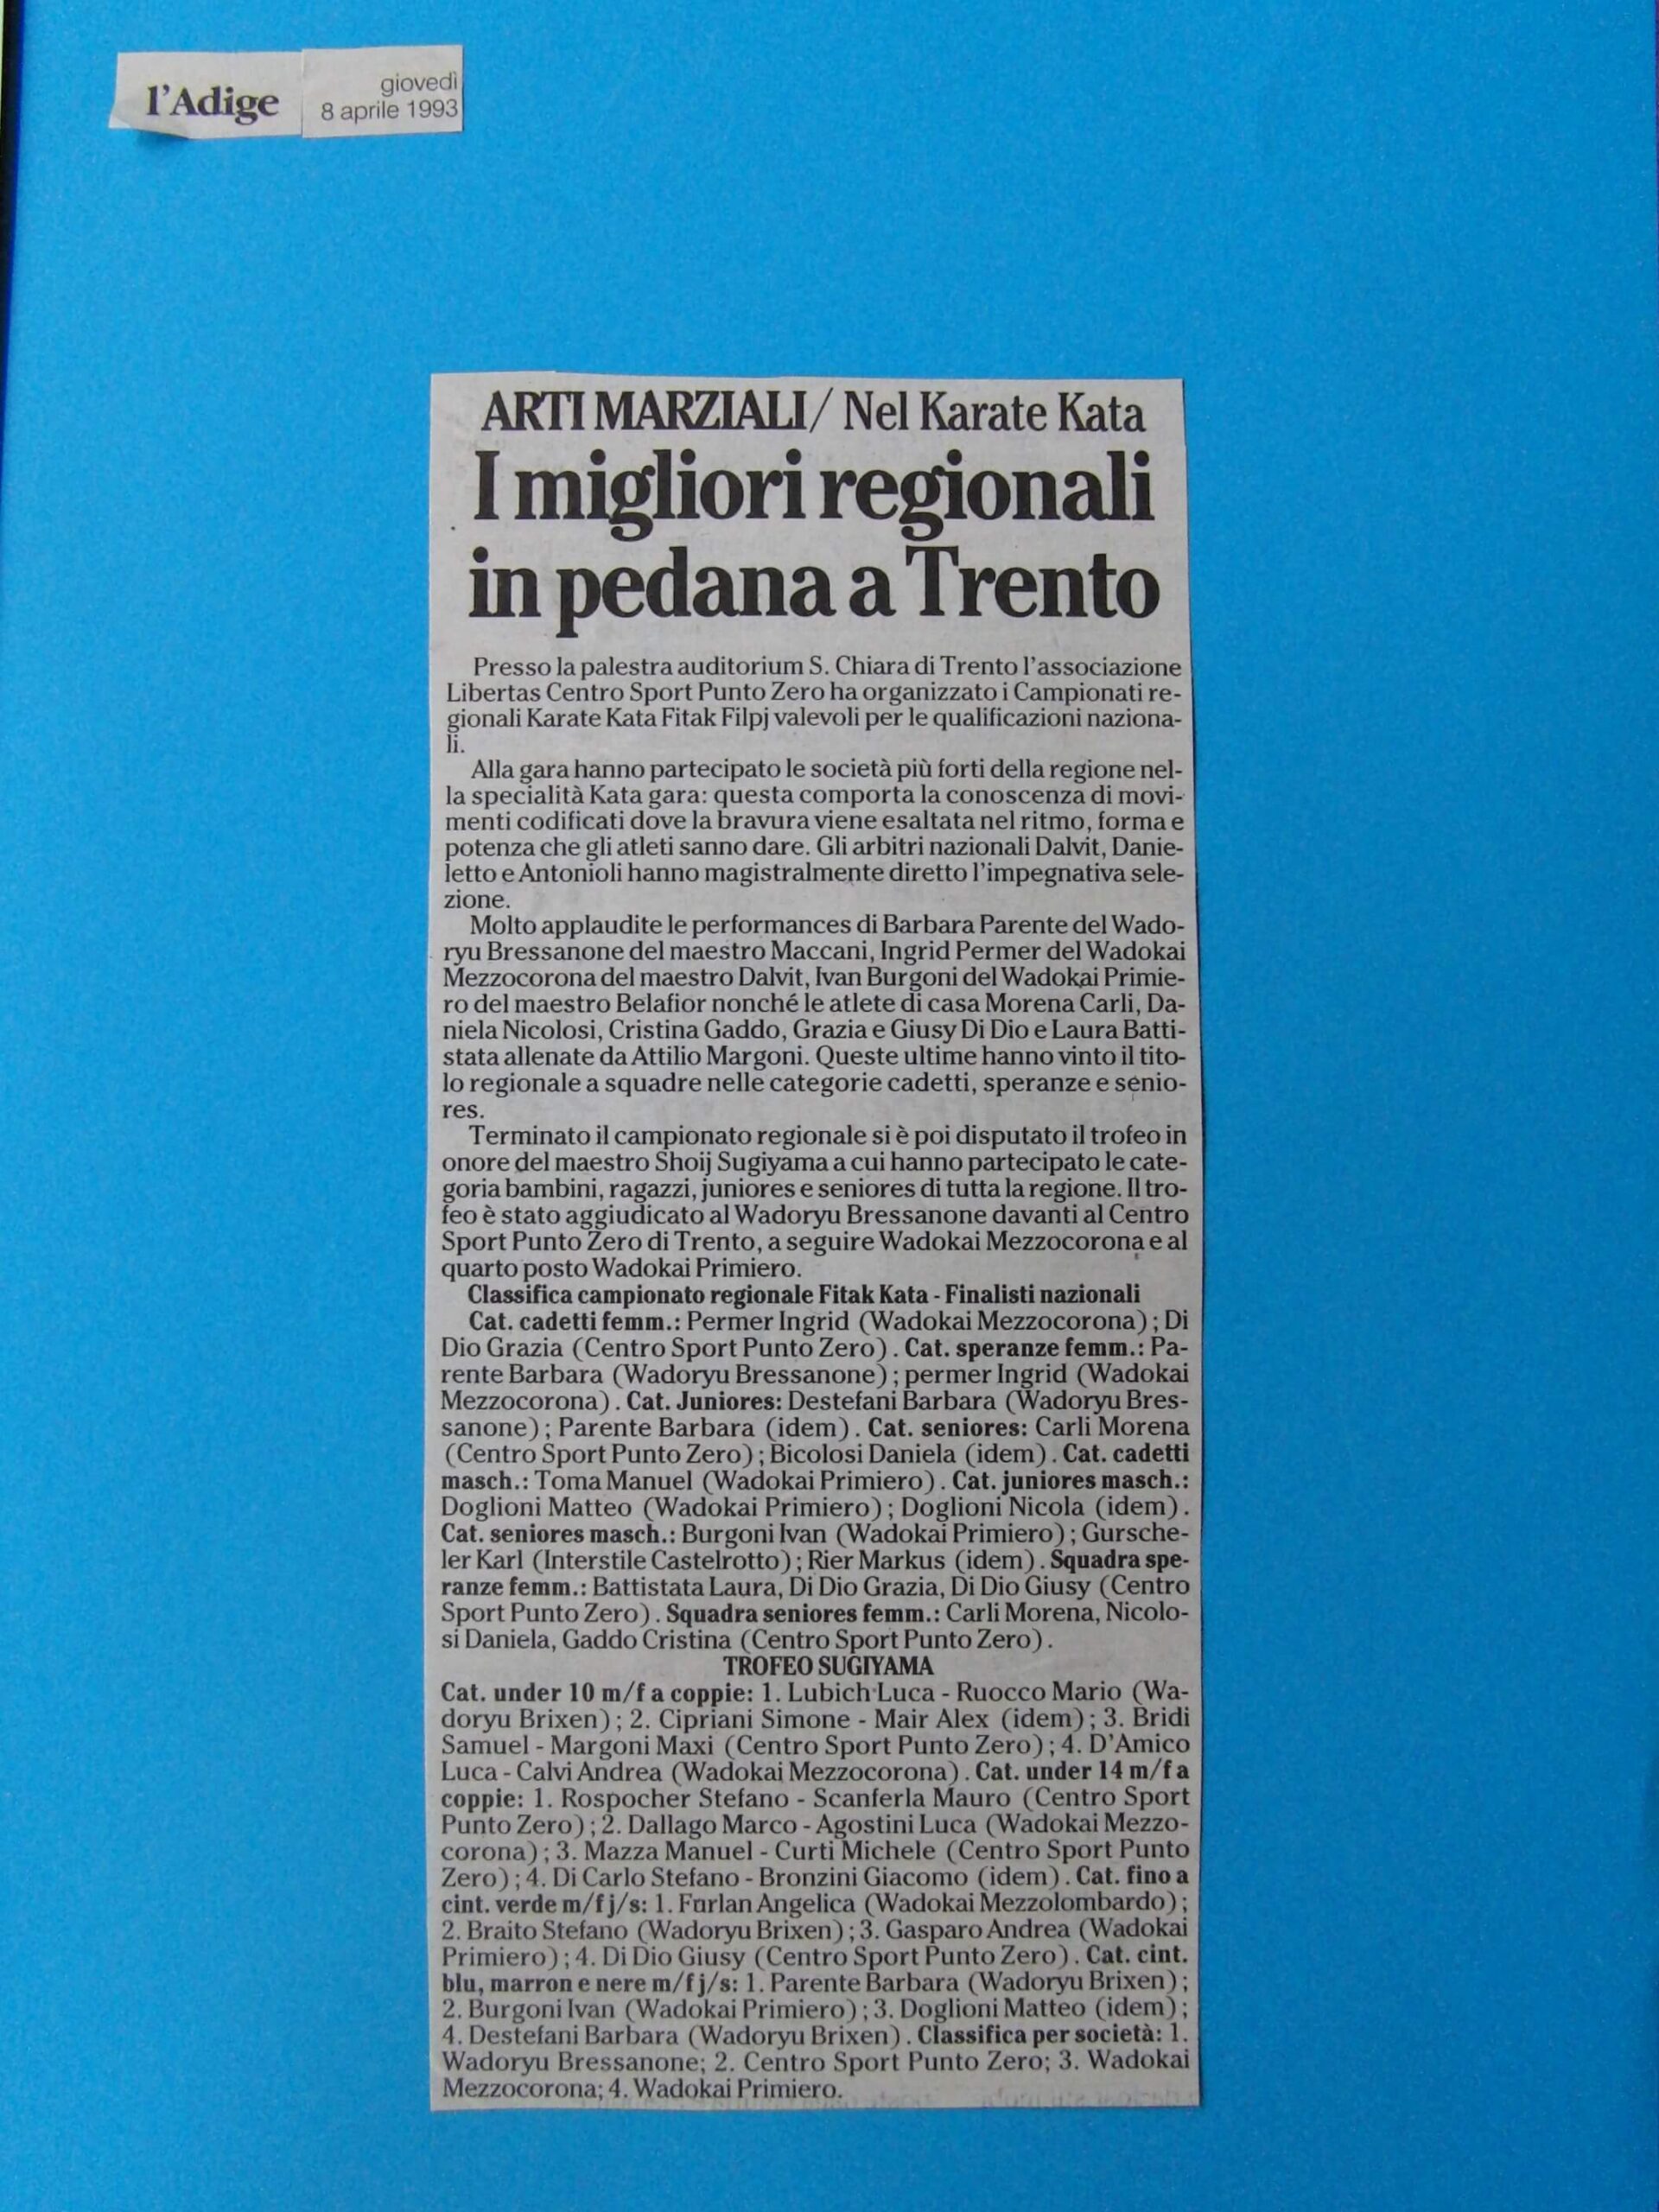 l'Adige
giovedì
8 aprile 1993
ARTI MARZIALI/ Nel Karate Kata
I migliori regionali
in pedana a Trento
Presso la palestra auditorium S. Chiara di Trento l'associazione
Libertas Centro Sport Punto Zero ha organizzato i Campionati re-
gionali Karate Kata Fitak Filpj valevoli per le qualificazioni naziona-
li.
Alla gara hanno partecipato le società più forti della regione nel-
la specialità Kata gara: questa comporta la conoscenza di movi-
menti codificati dove la bravura viene esaltata nel ritmo, forma e
potenza che gli atleti sanno dare. Gli arbitri nazionali Dalvit, Danie-
letto e Antonioli hanno magistralmente diretto l'impegnativa sele-
zione.
Molto applaudite le performances di Barbara Parente del Wado-
ryu Bressanone del maestro Maccani, Ingrid Permer del Wadokai
Mezzocorona del maestro Dalvit, Ivan Burgoni del Wadokai Primie-
ro del maestro Belafior nonché le atlete di casa Morena Carli, Da-
niela Nicolosi, Cristina Gaddo, Grazia e Giusy Di Dio e Laura Batti-
stata allenate da Attilio Margoni. Queste ultime hanno vinto il tito-
lo regionale a squadre nelle categorie cadetti, speranze e senio-
res.
Terminato il campionato regionale si è poi disputato il trofeo in
onore del maestro Shoij Sugiyama a cui hanno partecipato le cate-
goria bambini, ragazzi, juniores e seniores di tutta la regione. Il tro-
feo è stato aggiudicato al Wadoryu Bressanone davanti al Centro
Sport Punto Zero di Trento, a seguire Wadokai Mezzocorona e al
quarto posto Wadokai Primiero.
Classifica campionato regionale Fitak Kata - Finalisti nazionali
Cat. cadetti femm.: Permer Ingrid (Wadokai Mezzocorona) ; Di
Dio Grazia (Centro Sport Punto Zero) . Cat. speranze femm.: Pa-
rente Barbara (Wadoryu Bressanone) ; permer Ingrid (Wadokai
Mezzocorona) . Cat. Juniores: Destefani Barbara (Wadoryu Bres-
sanone) ; Parente Barbara (idem) . Cat. seniores: Carli Morena
(Centro Sport Punto Zero) ; Bicolosi Daniela (idem) . Cat. cadetti
masch.: Toma Manuel (Wadokai Primiero) . Cat. juniores masch.:
Doglioni Matteo (Wadokai Primiero) ; Doglioni Nicola (idem) .
Cat. seniores masch.: Burgoni Ivan (Wadokai Primiero) ; Gursche-
ler Karl (Interstile Castelrotto) ; Rier Markus (idem) . Squadra spe-
ranze femm.: Battistata Laura, Di Dio Grazia, Di Dio Giusy (Centro
Sport Punto Zero) . Squadra seniores femm.: Carli Morena, Nicolo-
si Daniela, Gaddo Cristina (Centro Sport Punto Zero) .
TROFEO SUGIYAMA
Cat. under 10 m/f a coppie: 1. Lubich Luca - Ruocco Mario (Wa-
doryu Brixen) ; 2. Cipriani Simone - Mair Alex (idem) ; 3. Bridi
Samuel - Margoni Maxi (Centro Sport Punto Zero) ; 4. D'Amico
Luca - Calvi Andrea (Wadokai Mezzocorona) . Cat. under 14 m/f a
coppie: 1. Rospocher Stefano - Scanferla Mauro (Centro Sport
Punto Zero) ; 2. Dallago Marco - Agostini Luca (Wadokai Mezzo-
corona) ; 3. Mazza Manuel - Curti Michele (Centro Sport Punto
Zero) ; 4. Di Carlo Stefano - Bronzini Giacomo (idem) . Cat. fino a
cint. verde m/f j/s: 1. Furlan Angelica (Wadokai Mezzolombardo) ;
2. Braito Stefano (Wadoryu Brixen) ; 3. Gasparo Andrea (Wadokai
Primiero) ; 4. Di Dio Giusy (Centro Sport Punto Zero) . Cat. cint.
blu, marron e nere m/f j/s: 1. Parente Barbara (Wadoryu Brixen) ;
2. Burgoni Ivan (Wadokai Primiero) ; 3. Doglioni Matteo (idem) ;
4. Destefani Barbara (Wadoryu Brixen) . Classifica per società: 1.
Wadoryu Bressanone; 2. Centro Sport Punto Zero; 3. Wadokai
Mezzocorona; 4. Wadokai Primiero.